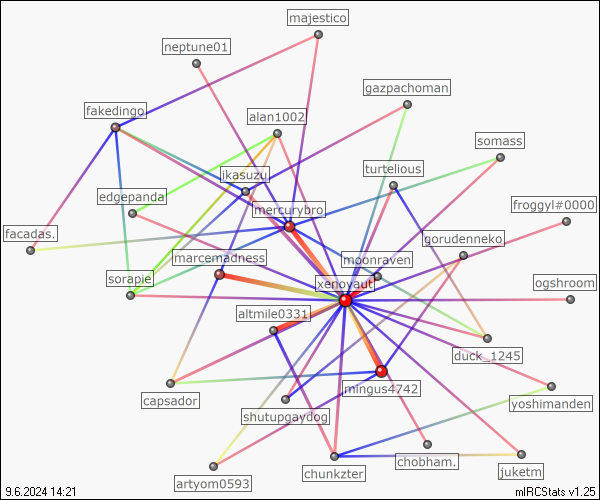 majestico
neptune01
gazpachoman
fakedingo
alan1002
somass
turtelious
ikasuzu
edgepanda
mercurybro
froggyl#0000
facadas.
gorudenneko
marcemadness
moonraven
sorapie
xenoyaut
ogshroom
altmile0331
duck_1245
mingus4742
capsador
yoshimanden
shutupgaydog
chobham.
artyom0593
chunkzter
juketm
9.6.2024 14:21
mIRCStats v1.25